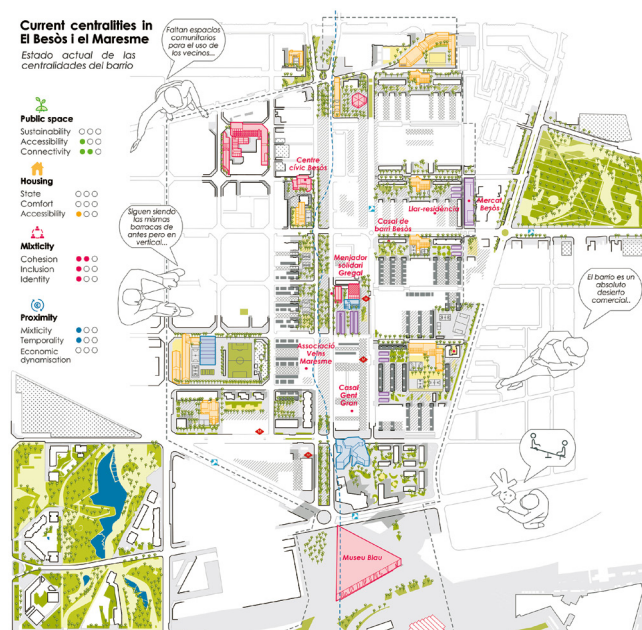 Current centralities in
El Besòs i el Maresme
Estado actual de las
centralidades del barrio
Faltan espacios
comunitarios
para el uso de
los vecinos...
Public space
Sustainability
Accessibility
Connectivity
Housing
State
Comfort
Accessibility
Mixticity
Cohesion
Inclusion
Identity
Proximity
Mixticity
Temporality
Economic
dynamisation
Siguen siendo
las mismas
barracas de
antes pero en
vertical...
El barrio es un
absoluto
desierto
comercial..
Centre
cívic Besòs
Llar-residència
Mercat
Besòs
Casal de
barri Besòs
Menjador
solidari
Gregal
Associació
Veïns
Maresme
Casal
Gent
Gran
Museu Blau